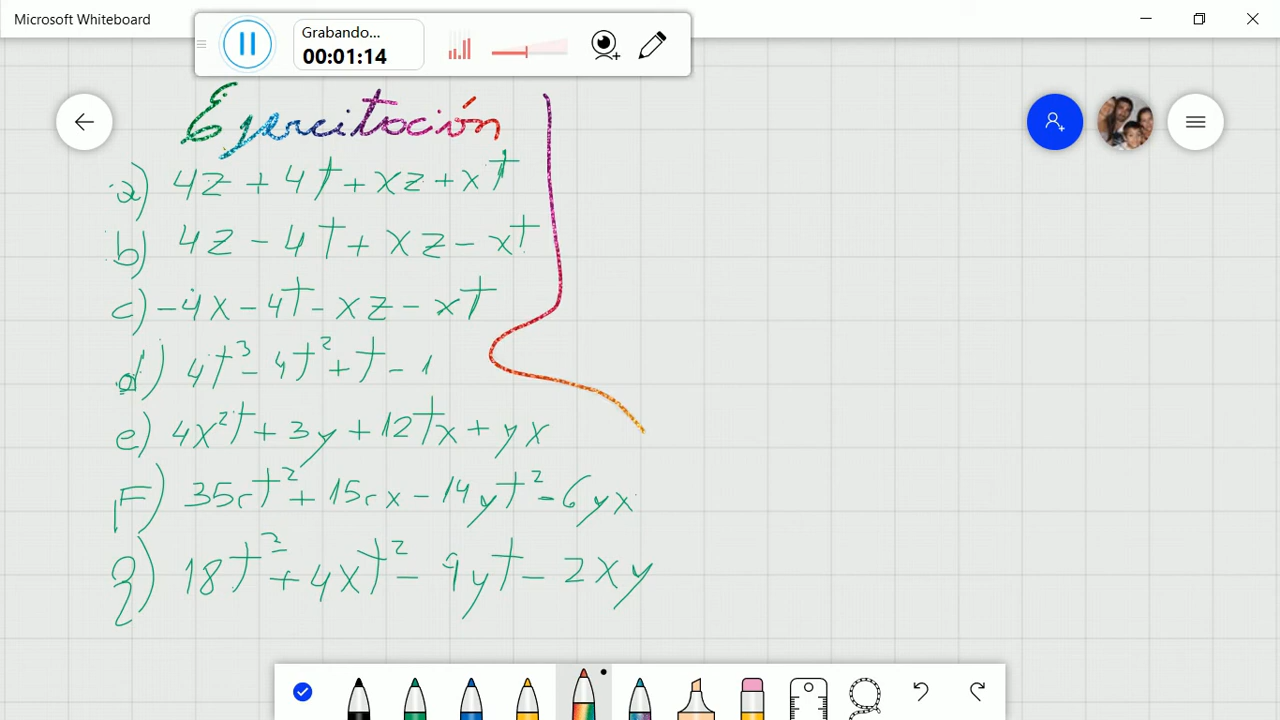 Microsoft Whiteboard
Grabando...
00:01:14
Ejercitación
a) 4z + 4t + xz + xt
b) 4z - 4t + xz - xt
c) -4x - 4t - xz - xt
d) 4t³ - 4t² + t - 1
e) 4x²t + 3y + 12tx + yx
F) 35rt² + 15rx - 14yt² - 6yx
g) 18t² + 4xt² - 9yt - 2xy